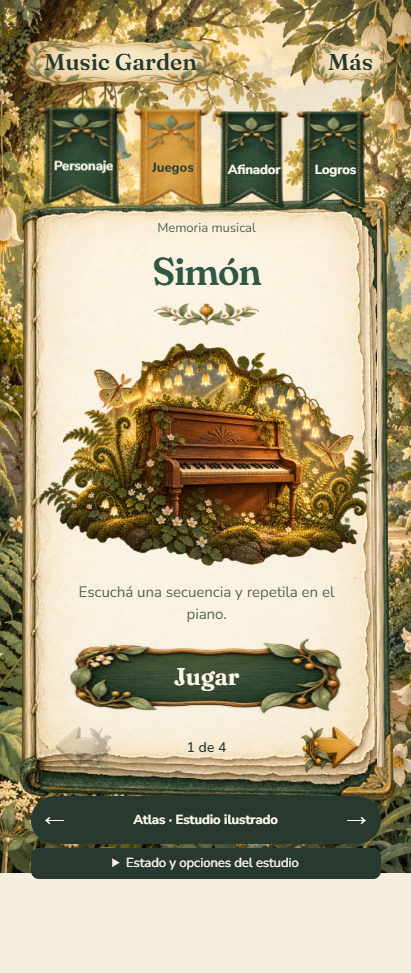 Music Garden
Más
Personaje
Juegos
Afinador
Logros
Memoria musical
Simón
Escuchá una secuencia y repetila en el
piano.
Jugar
1 de 4
← Atlas · Estudio ilustrado →
▶ Estado y opciones del estudio